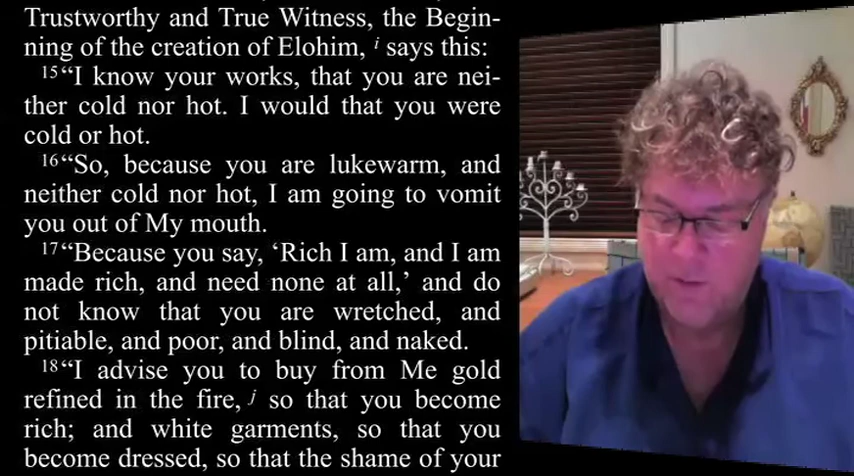 Trustworthy and True Witness, the Begin-
ning of the creation of Elohim, i says this:
15“I know your works, that you are nei-
ther cold nor hot. I would that you were
cold or hot.
16“So, because you are lukewarm, and
neither cold nor hot, I am going to vomit
you out of My mouth.
17“Because you say, ‘Rich I am, and I am
made rich, and need none at all,’ and do
not know that you are wretched, and
pitiable, and poor, and blind, and naked.
18“I advise you to buy from Me gold
refined in the fire, j so that you become
rich; and white garments, so that you
become dressed, so that the shame of your